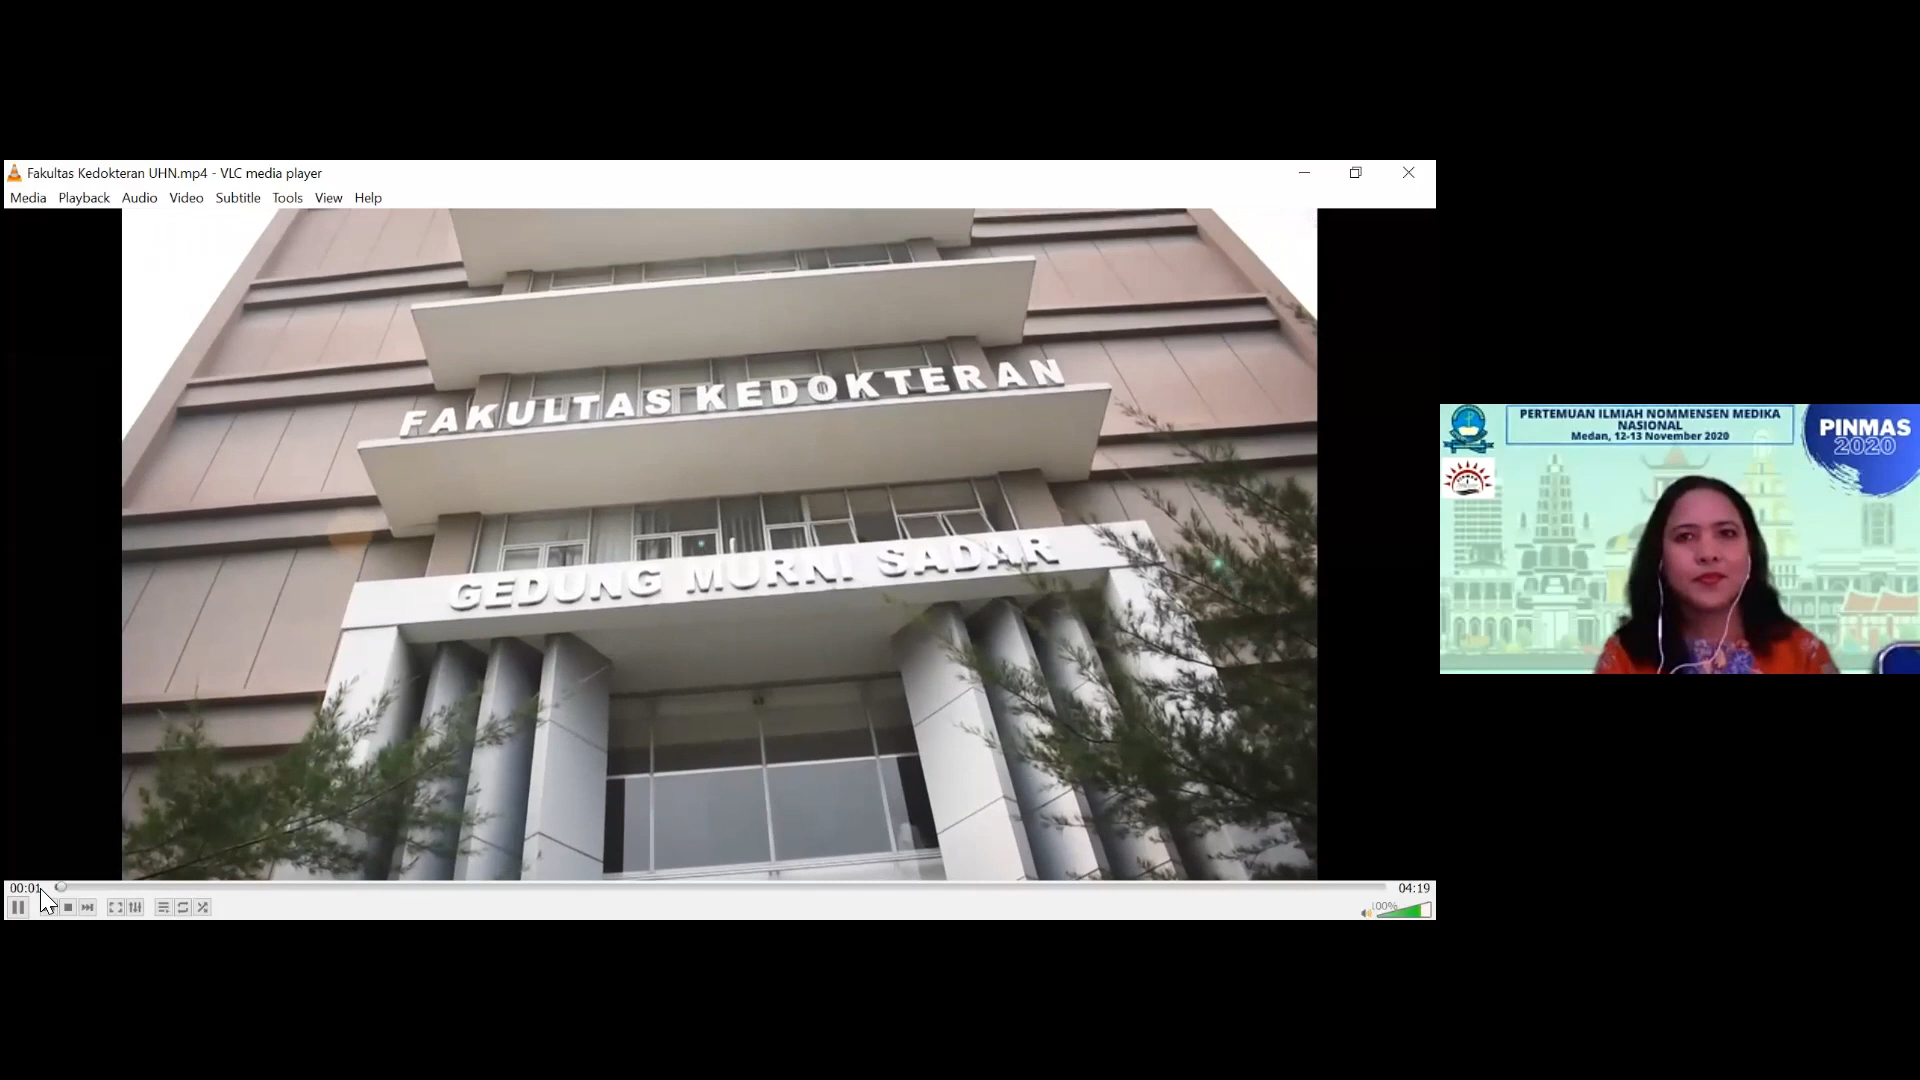 Fakultas Kedokteran UHN.mp4 - VLC media player
Media Playback Audio Video Subtitle Tools View Help
FAKULTAS KEDOKTERAN
GEDUNG MURNI SADAR
00:01
04:19
100%
PERTEMUAN ILMIAH NOMMENSEN MEDIKA
NASIONAL
Medan, 12-13 November 2020
PINMAS
2020